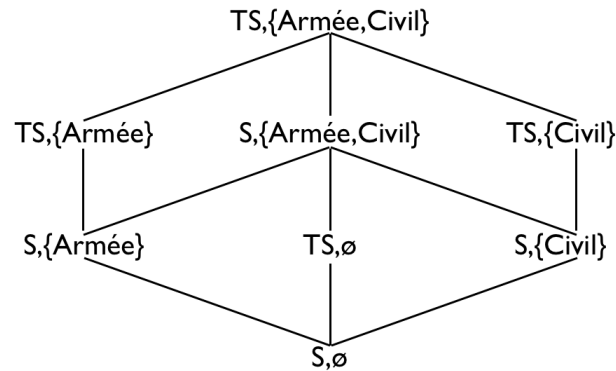 TS,{Armée,Civil}
TS,{Armée} S,{Armée,Civil} TS,{Civil}
S,{Armée} TS,ø S,{Civil}
S,ø